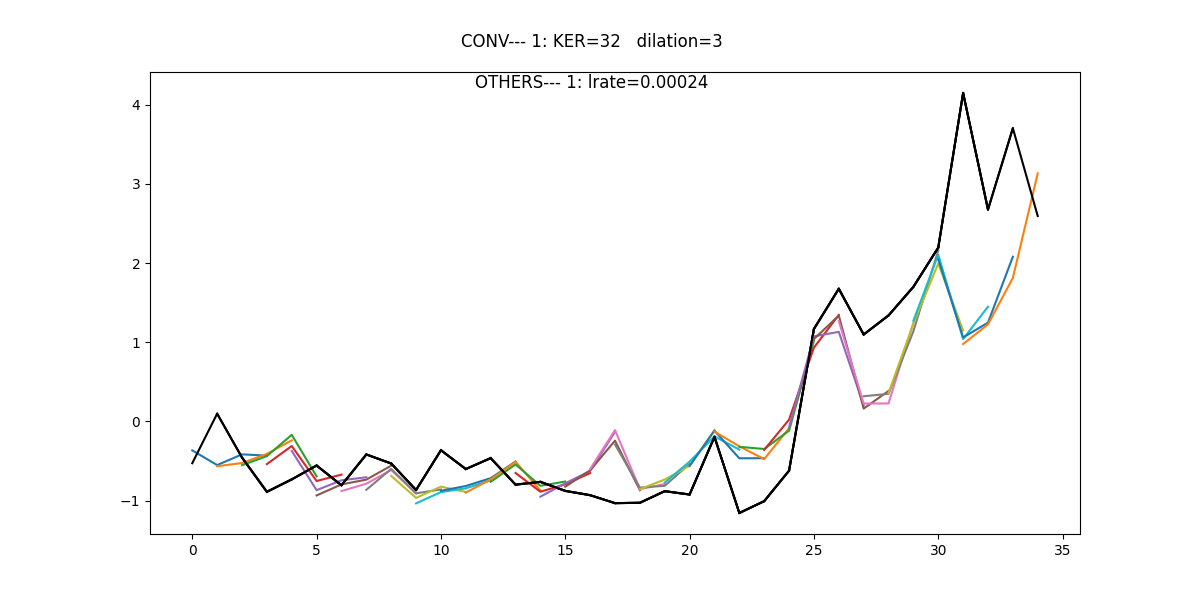 CONV--- 1: KER=32   dilation=3
OTHERS--- 1: lrate=0.00024
4
3
2
1
0
−1
0 5 10 15 20 25 30 35